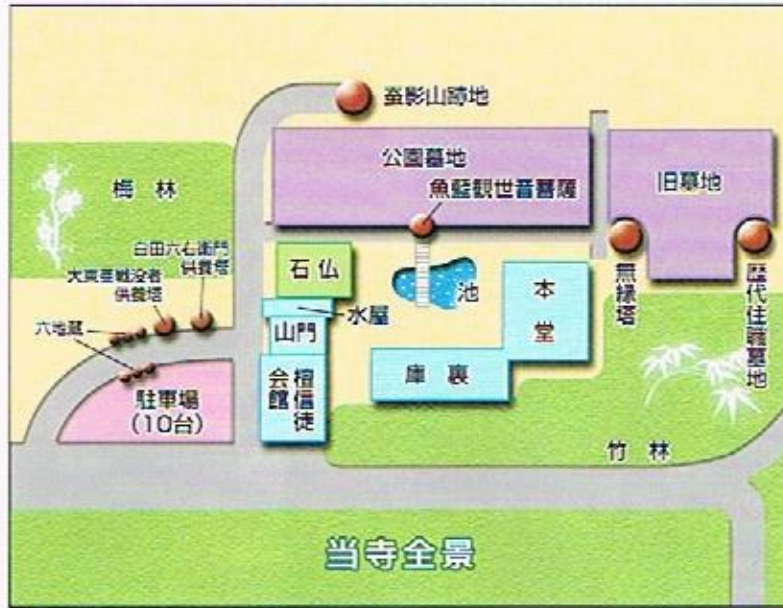 蚕影山跡地
公園墓地
魚藍観世音菩薩
旧墓地
梅林
白田六右衛門
供養塔
大東亜戦没者
供養塔
六地蔵
石仏
水屋
山門
池
本堂
無縁塔
歴代住職墓地
檀信徒
会館
庫裏
駐車場
(10台)
竹林
当寺全景